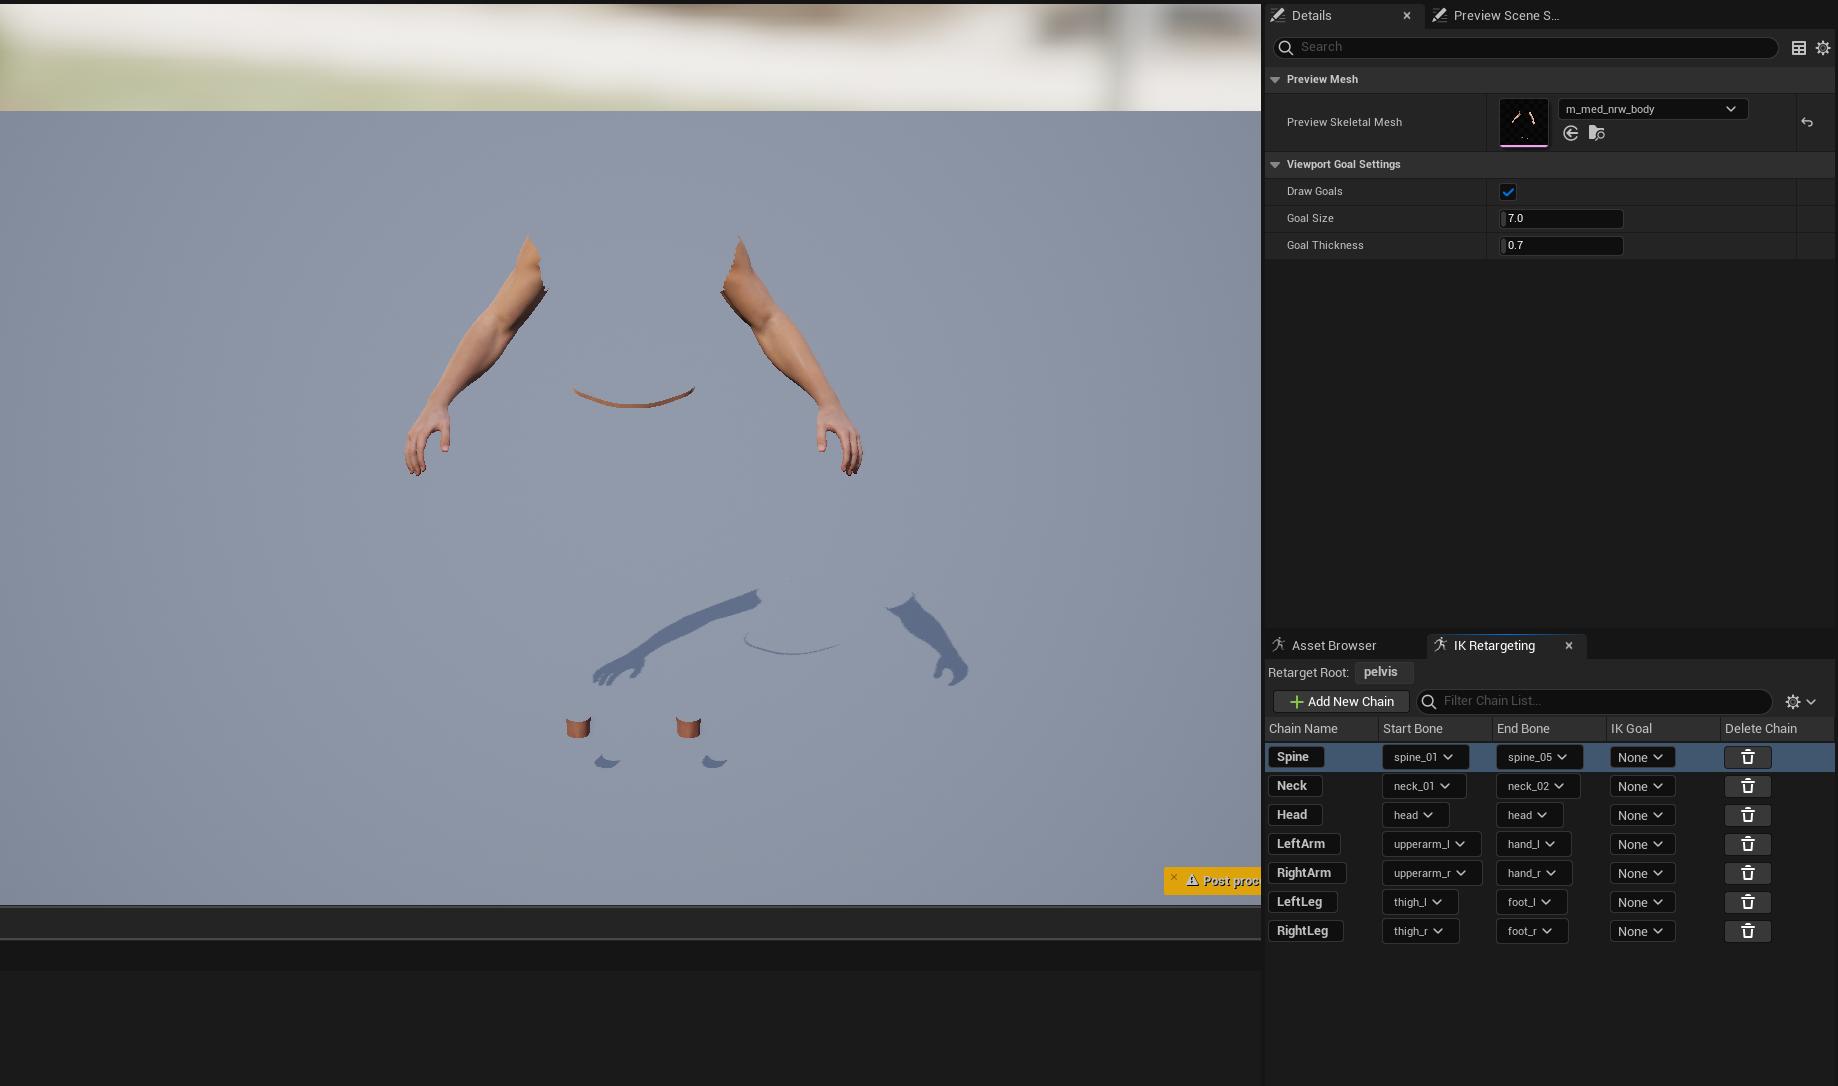 Details
Preview Scene S...
Search
Preview Mesh
Preview Skeletal Mesh
m_med_nrw_body
Viewport Goal Settings
Draw Goals
Goal Size
7.0
Goal Thickness
0.7
Post proc
Asset Browser
IK Retargeting
Retarget Root: pelvis
Add New Chain
Filter Chain List...
Chain Name Start Bone End Bone IK Goal Delete Chain
Spine spine_01 spine_05 None
Neck neck_01 neck_02 None
Head head head None
LeftArm upperarm_l hand_l None
RightArm upperarm_r hand_r None
LeftLeg thigh_l foot_l None
RightLeg thigh_r foot_r None